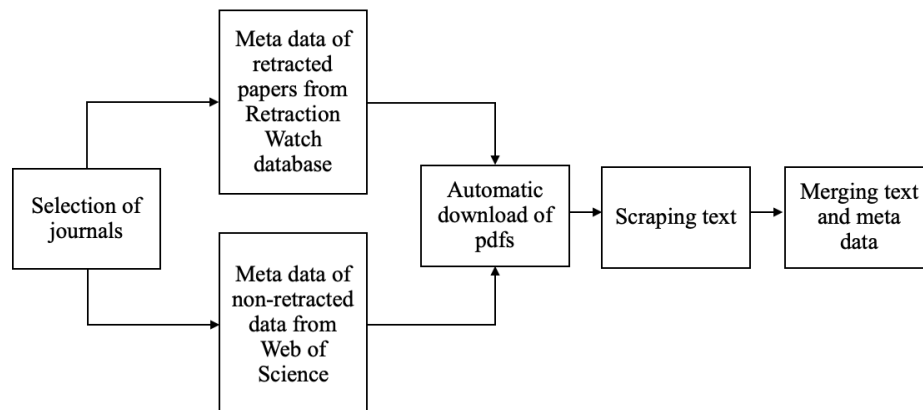 Selection of
journals
Meta data of
retracted
papers from
Retraction
Watch
database
Meta data of
non-retracted
data from
Web of
Science
Automatic
download of
pdfs
Scraping text
Merging text
and meta
data